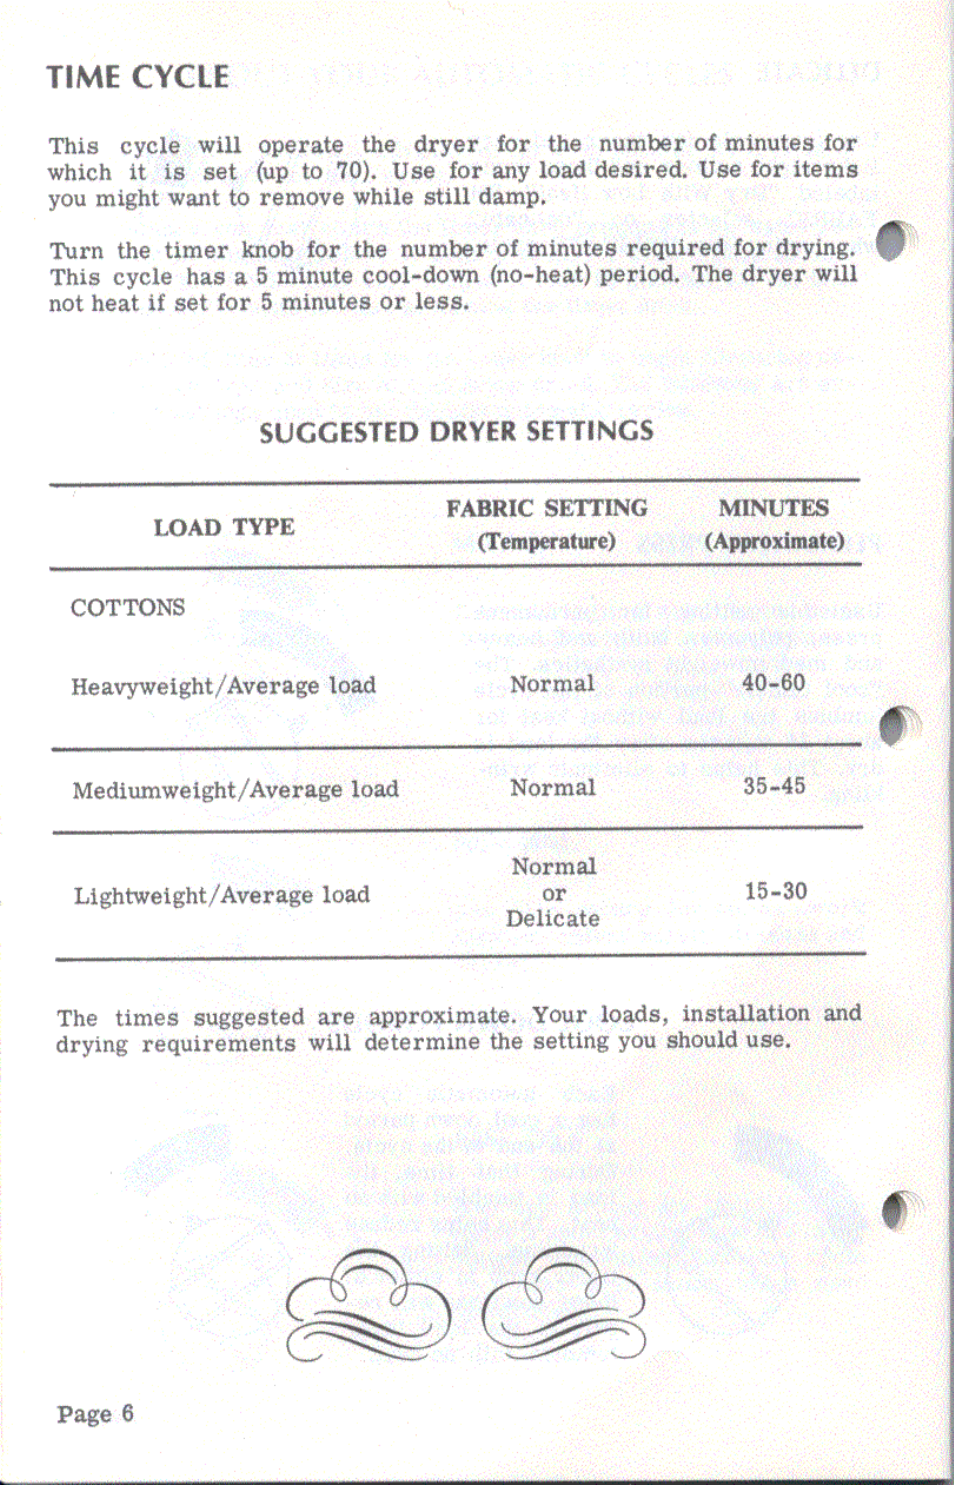 TIME CYCLE
This cycle will operate the dryer for the number of minutes for
which it is set (up to 70). Use for any load desired. Use for items
you might want to remove while still damp.
Turn the timer knob for the number of minutes required for drying.
This cycle has a 5 minute cool-down (no-heat) period. The dryer will
not heat if set for 5 minutes or less.
SUGGESTED DRYER SETTINGS
LOAD TYPE
FABRIC SETTING
(Temperature)
MINUTES
(Approximate)
COTTONS
Heavyweight/Average load Normal 40-60
Mediumweight/Average load Normal 35-45
Lightweight/Average load
Normal
or
Delicate
15-30
The times suggested are approximate. Your loads, installation and
drying requirements will determine the setting you should use.
Page 6